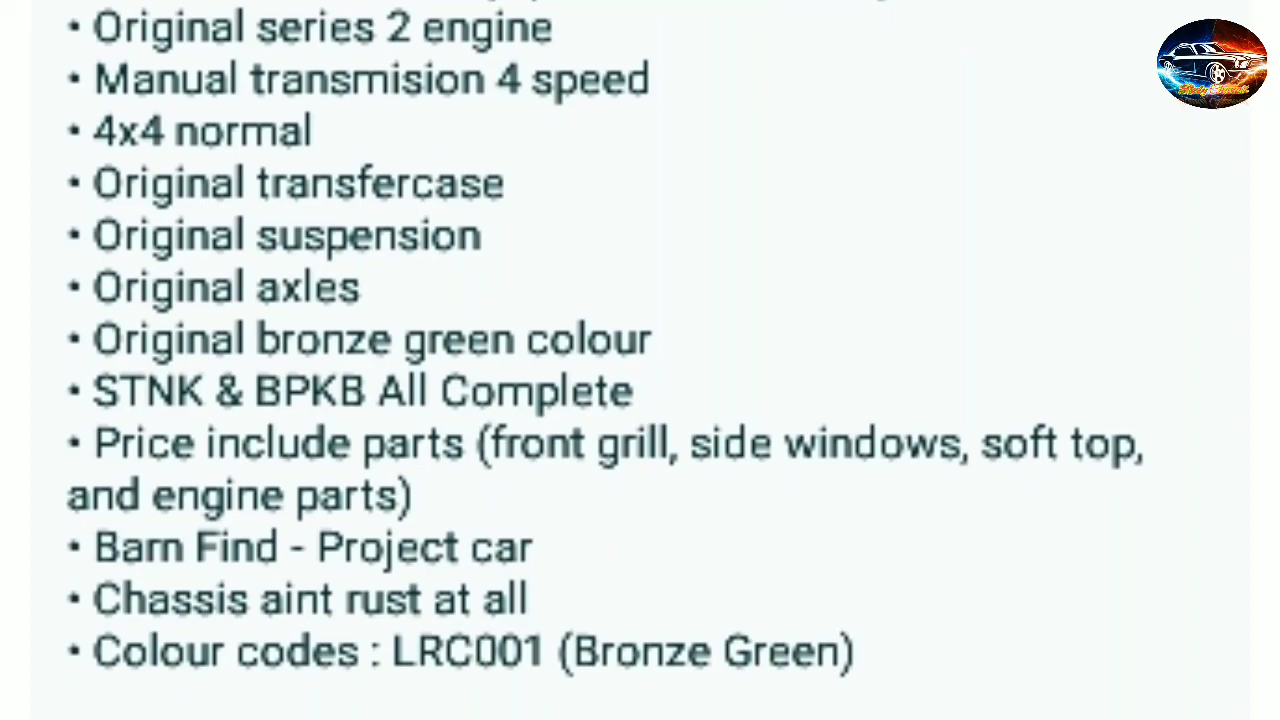 • Original series 2 engine
• Manual transmision 4 speed
• 4x4 normal
• Original transfercase
• Original suspension
• Original axles
• Original bronze green colour
• STNK & BPKB All Complete
• Price include parts (front grill, side windows, soft top,
and engine parts)
• Barn Find - Project car
• Chassis aint rust at all
• Colour codes : LRC001 (Bronze Green)